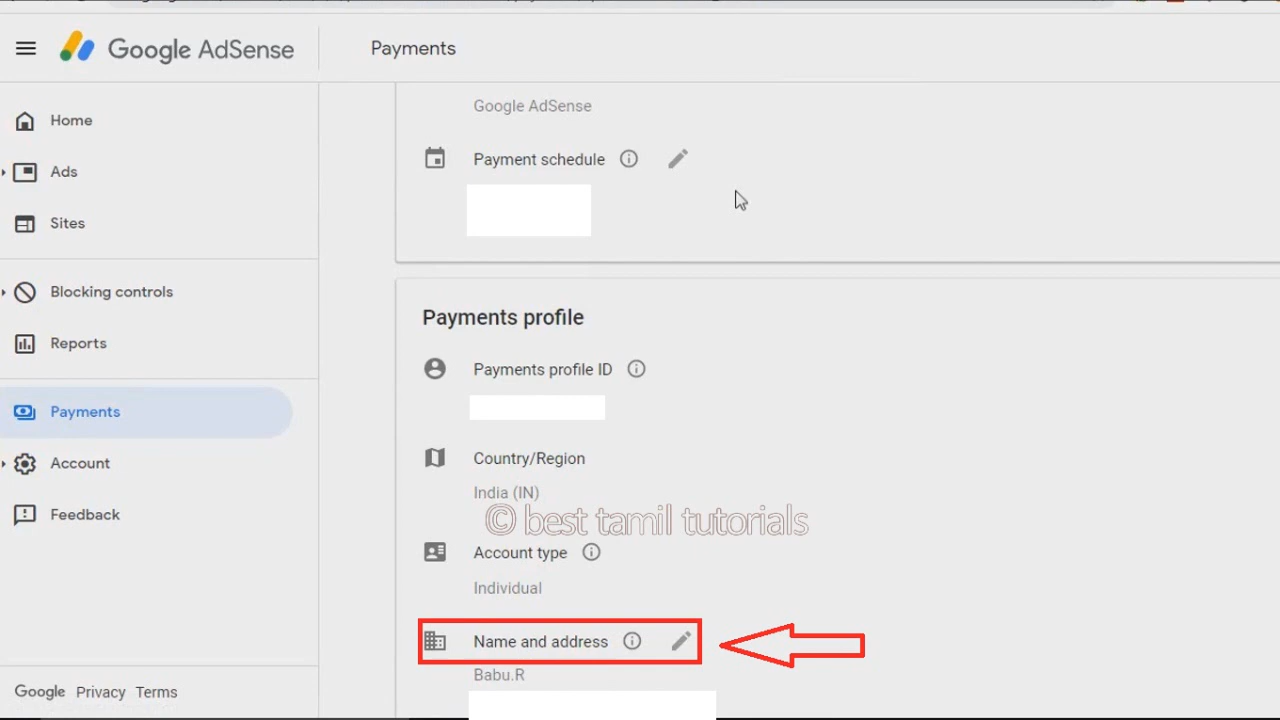 Google AdSense
Payments
Home
Ads
Sites
Blocking controls
Reports
Payments
Account
Feedback
Google Privacy Terms
Google AdSense
Payment schedule
Payments profile
Payments profile ID
Country/Region
India (IN)
© best tamil tutorials
Account type
Individual
Name and address
Babu.R